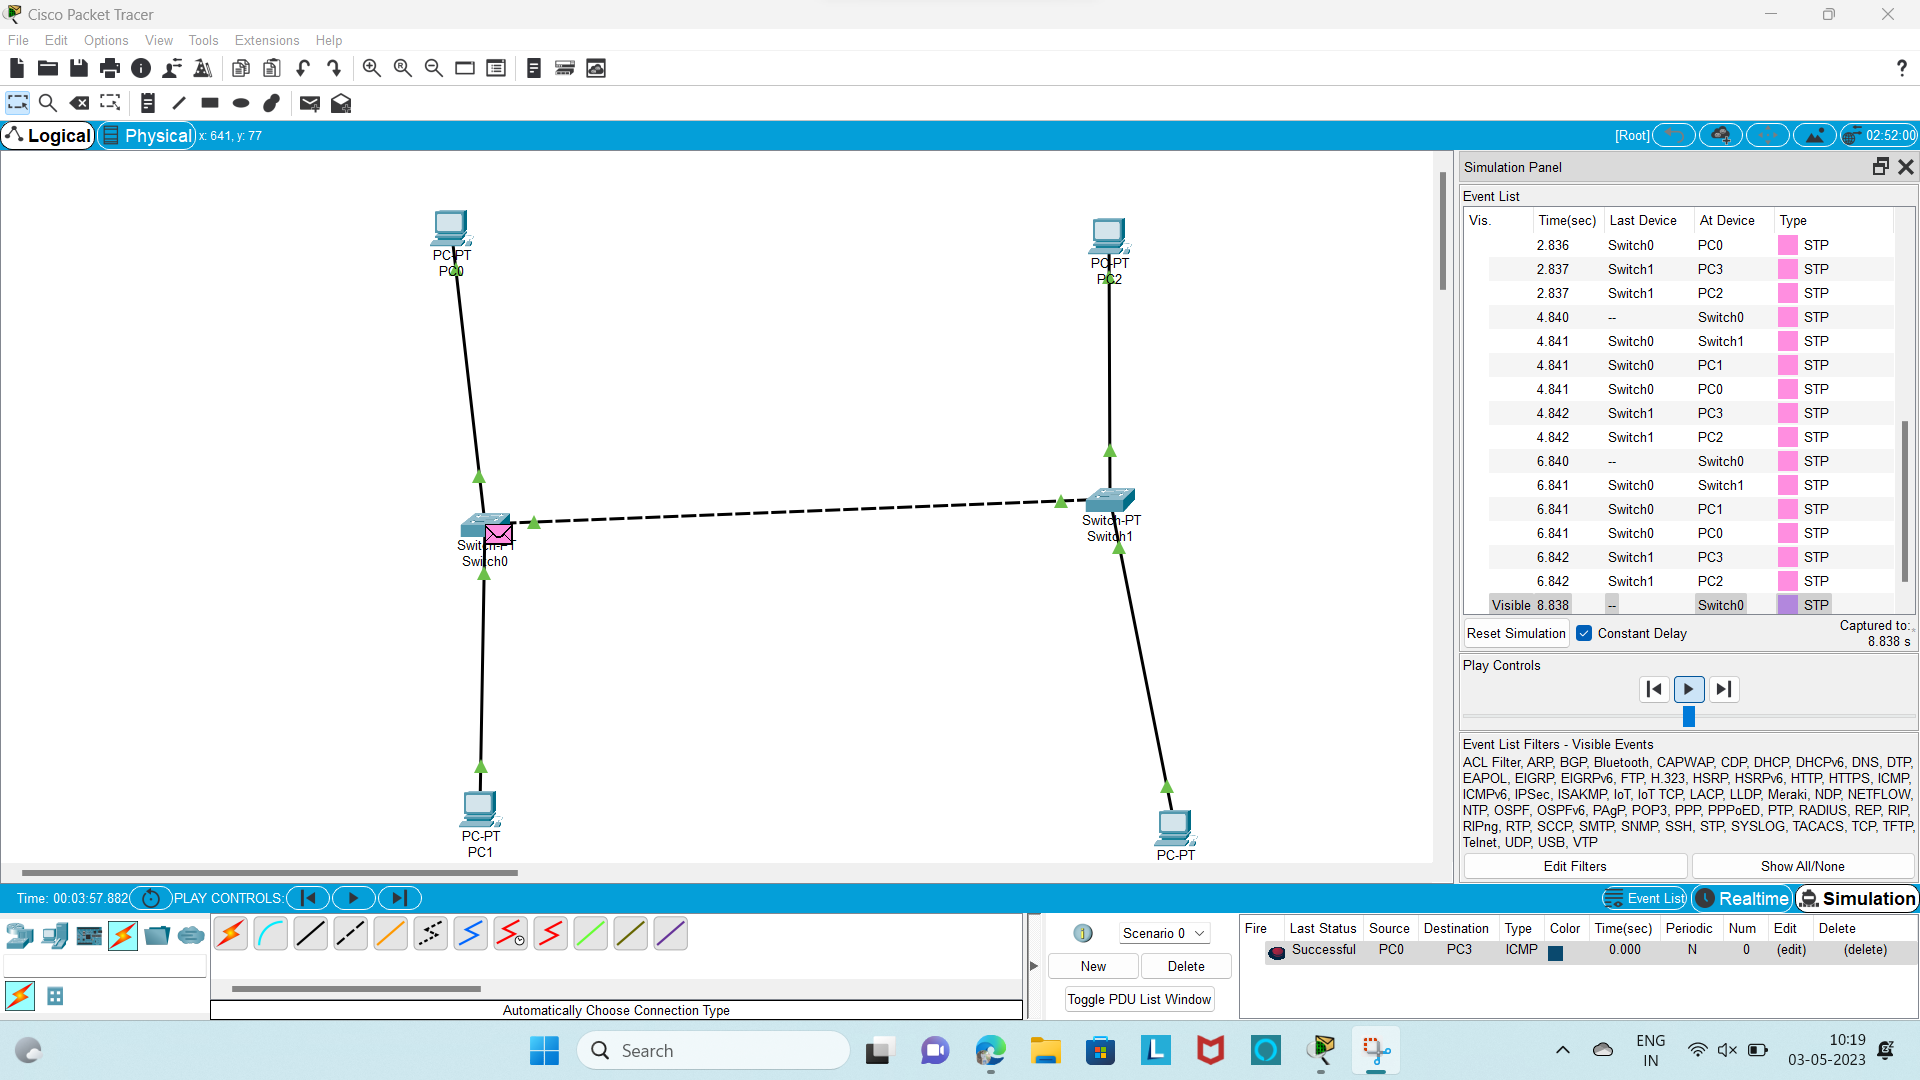 Cisco Packet Tracer
File Edit Options View Tools Extensions Help
Logical Physical x: 641, y: 77 [Root] 02:52:00
PC-PT
PC0
PC-PT
PC2
Switch-PT
Switch0
Switch-PT
Switch1
PC-PT
PC1
PC-PT
Simulation Panel
Event List
Vis. Time(sec) Last Device At Device Type
2.836 Switch0 PC0 STP
2.837 Switch1 PC3 STP
2.837 Switch1 PC2 STP
4.840 -- Switch0 STP
4.841 Switch0 Switch1 STP
4.841 Switch0 PC1 STP
4.841 Switch0 PC0 STP
4.842 Switch1 PC3 STP
4.842 Switch1 PC2 STP
6.840 -- Switch0 STP
6.841 Switch0 Switch1 STP
6.841 Switch0 PC1 STP
6.841 Switch0 PC0 STP
6.842 Switch1 PC3 STP
6.842 Switch1 PC2 STP
Visible 8.838 -- Switch0 STP
Reset Simulation Constant Delay Captured to:
8.838 s
Play Controls
Event List Filters - Visible Events
ACL Filter, ARP, BGP, Bluetooth, CAPWAP, CDP, DHCP, DHCPv6, DNS, DTP,
EAPOL, EIGRP, EIGRPv6, FTP, H.323, HSRP, HSRPv6, HTTP, HTTPS, ICMP,
ICMPv6, IPSec, ISAKMP, IoT, IoT TCP, LACP, LLDP, Meraki, NDP, NETFLOW,
NTP, OSPF, OSPFv6, PAgP, POP3, PPP, PPPoED, PTP, RADIUS, REP, RIP,
RIPng, RTP, SCCP, SMTP, SNMP, SSH, STP, SYSLOG, TACACS, TCP, TFTP,
Telnet, UDP, USB, VTP
Edit Filters Show All/None
Time: 00:03:57.882 PLAY CONTROLS: Event List Realtime Simulation
Automatically Choose Connection Type
1 Scenario 0
New Delete
Toggle PDU List Window
Fire Last Status Source Destination Type Color Time(sec) Periodic Num Edit Delete
Successful PC0 PC3 ICMP 0.000 N 0 (edit) (delete)
Search
L
ENG
IN
10:19
03-05-2023